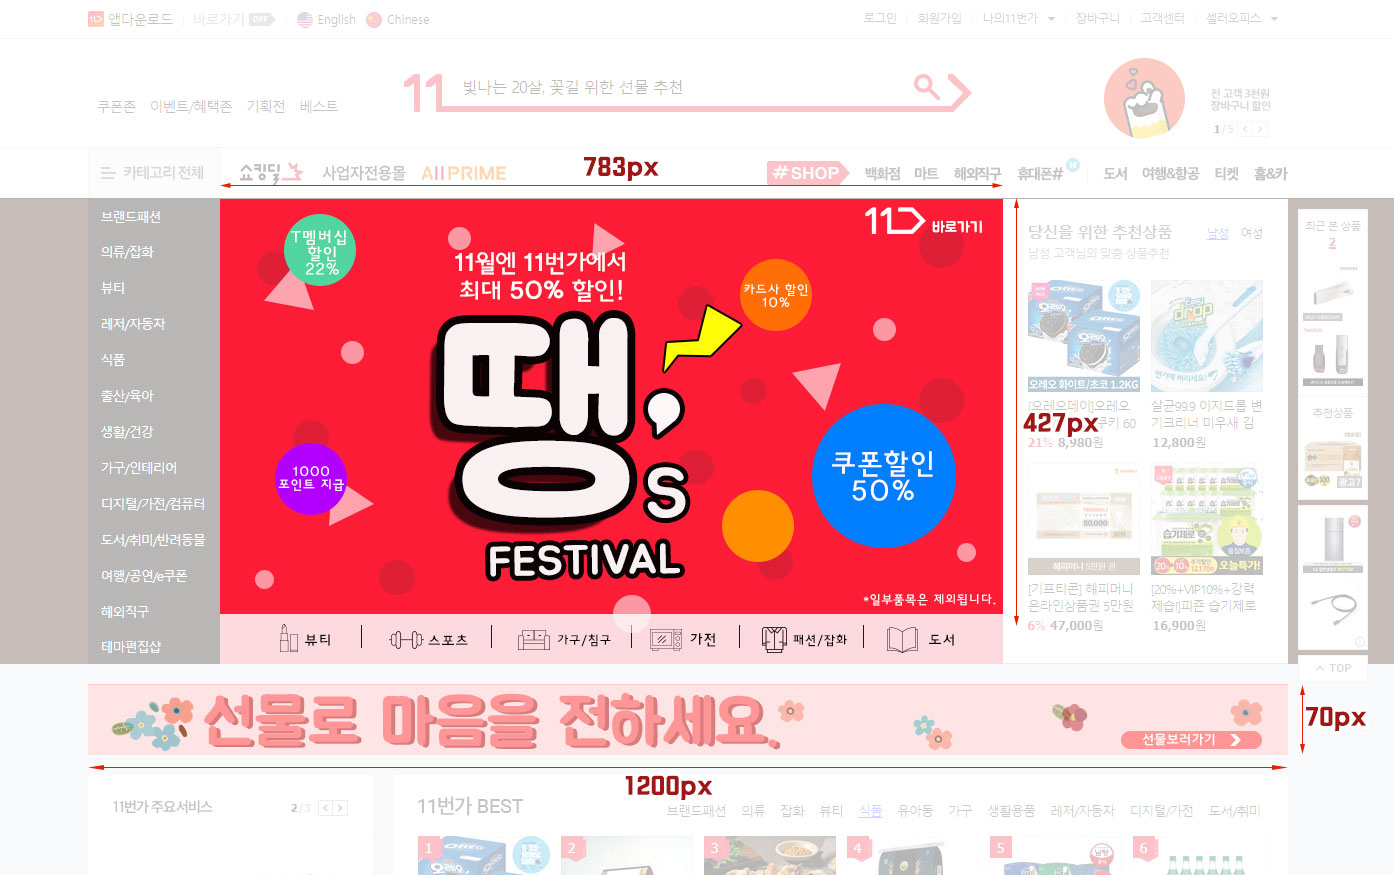 11 앱다운로드 바로가기 OFF English Chinese
로그인 회원가입 나의11번가 장바구니 고객센터 셀러오피스
11 빛나는 20살, 꽃길 위한 선물 추천
쿠폰존 이벤트/혜택존 기획전 베스트
전 고객 3천원
장바구니 할인
1/5
카테고리 전체 쇼킹딜 사업자전용몰 All PRIME
783px
#SHOP 백화점 마트 해외직구 휴대폰# N 도서 여행&항공 티켓 홈&카
브랜드패션
의류/잡화
뷰티
레저/자동차
식품
출산/육아
생활/건강
가구/인테리어
디지털/가전/컴퓨터
도서/취미/반려동물
여행/공연/e쿠폰
해외직구
테마편집샵
11 바로가기
T멤버십
할인
22%
11월엔 11번가에서
최대 50% 할인!
카드사 할인
10%
땡,s
FESTIVAL
1000
포인트 지급
쿠폰할인
50%
*일부품목은 제외됩니다.
뷰티 스포츠 가구/침구 가전 패션/잡화 도서
당신을 위한 추천상품 남성 여성
남성 고객님의 맞춤 상품추천
OREO
오레오 화이트/초코 1.2KG
drop
변기에 버리세요!
[오레오데이]오레오
쿠키 60
21% 8,980원
살균99.9 이지드롭 변
기크리너 미우새 김
12,800원
427px
50,000
해피머니 5만원 권
습기제로
오늘특가!
[기프티콘] 해피머니
온라인상품권 5만원
6% 47,000원
[20%+VIP10%+강력
제습!]피죤 습기제로
16,900원
최근 본 상품
2
추천상품
광고?
TOP
선물로 마음을 전하세요.
선물보러가기
70px
1200px
11번가 주요서비스 2/3
11번가 BEST
브랜드패션 의류 잡화 뷰티 식품 유아동 가구 생활용품 레저/자동차 디지털/가전 도서/취미
1 OREO 2 3 4 5 남양 6